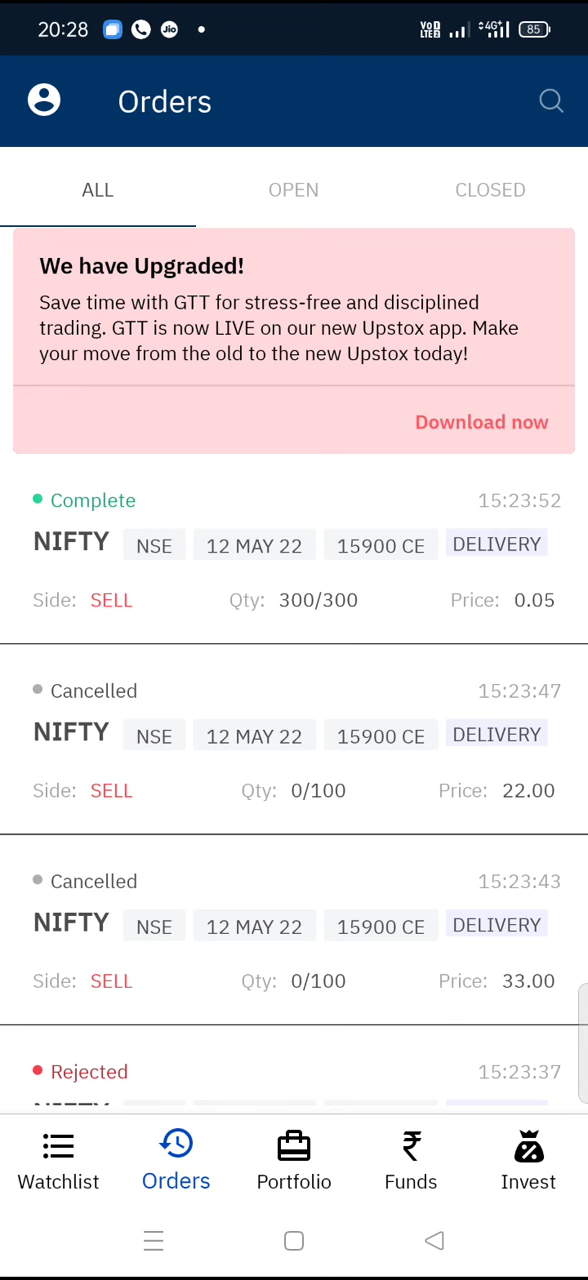 20:28 Jio VoD LTE2 4G+ 85
Orders
ALL OPEN CLOSED
We have Upgraded!
Save time with GTT for stress-free and disciplined
trading. GTT is now LIVE on our new Upstox app. Make
your move from the old to the new Upstox today!
Download now
Complete 15:23:52
NIFTY NSE 12 MAY 22 15900 CE DELIVERY
Side: SELL Qty: 300/300 Price: 0.05
Cancelled 15:23:47
NIFTY NSE 12 MAY 22 15900 CE DELIVERY
Side: SELL Qty: 0/100 Price: 22.00
Cancelled 15:23:43
NIFTY NSE 12 MAY 22 15900 CE DELIVERY
Side: SELL Qty: 0/100 Price: 33.00
Rejected 15:23:37
Watchlist Orders Portfolio Funds Invest